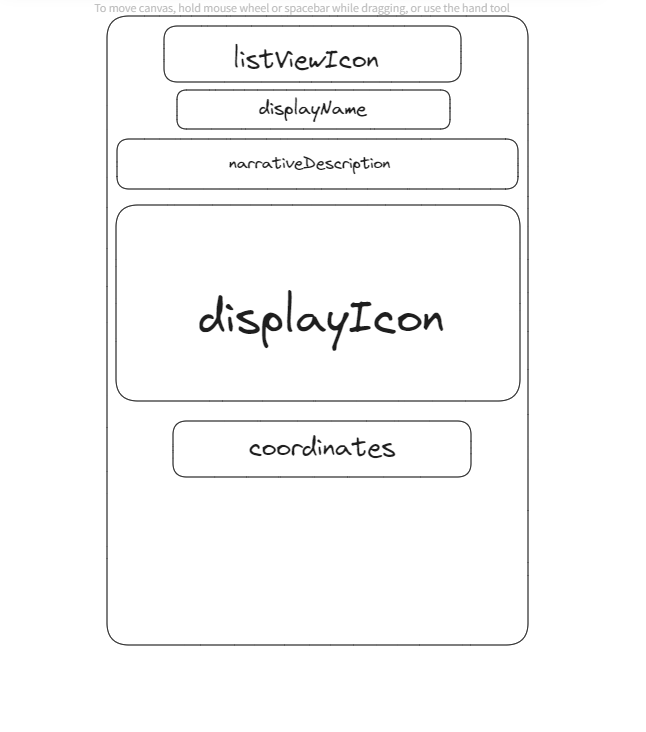 To move canvas, hold mouse wheel or spacebar while dragging, or use the hand tool
listViewIcon
displayName
narrativeDescription
displayIcon
coordinates